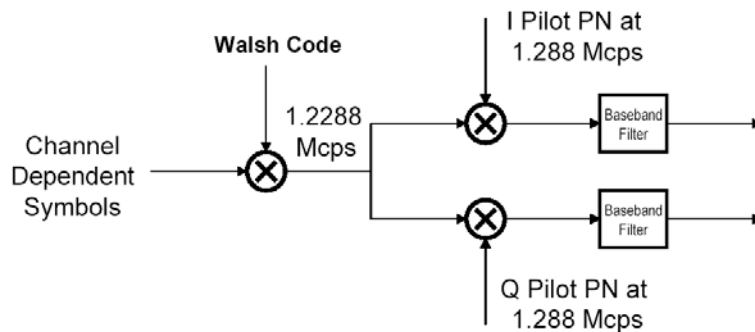 I Pilot PN at
1.288 Mcps
Walsh Code
1.2288
Mcps
Baseband
Filter
Channel
Dependent
Symbols
Baseband
Filter
Q Pilot PN at
1.288 Mcps